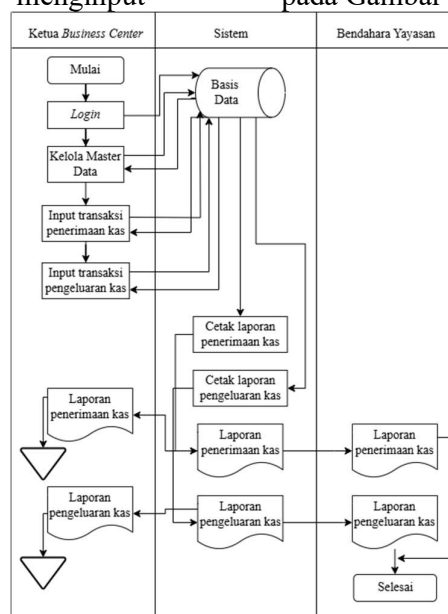 menginput pada Gambar
Ketua Business Center
Sistem
Bendahara Yayasan
Mulai
Login
Kelola Master
Data
Input transaksi
penerimaan kas
Input transaksi
pengeluaran kas
Basis
Data
Cetak laporan
penerimaan kas
Cetak laporan
pengeluaran kas
Laporan
penerimaan kas
Laporan
penerimaan kas
Laporan
penerimaan kas
Laporan
pengeluaran kas
Laporan
pengeluaran kas
Laporan
pengeluaran kas
Selesai